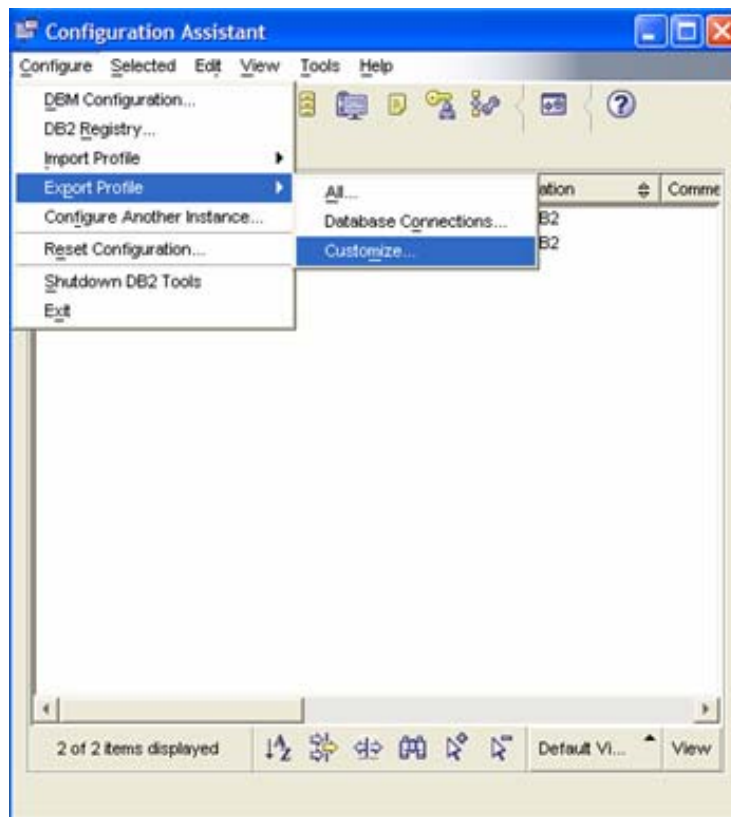 Configuration Assistant
Configure Selected Edit View Tools Help
DBM Configuration...
DB2 Registry...
Import Profile
Export Profile
Configure Another Instance...
Reset Configuration...
Shutdown DB2 Tools
Exit
All...
Database Connections...
Customize...
ation Comme
B2
B2
2 of 2 items displayed Default Vi... View